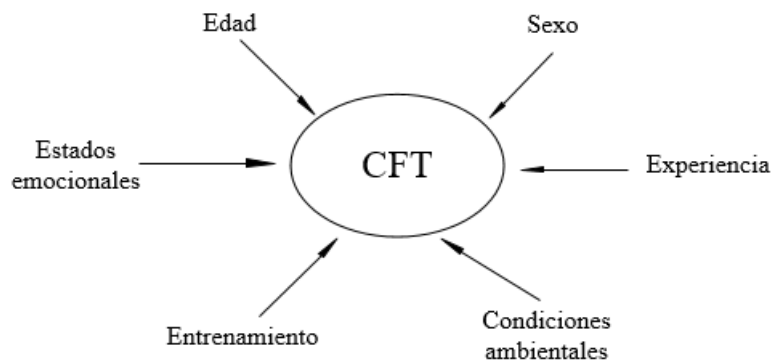 Edad
Sexo
Estados
emocionales
CFT
Experiencia
Entrenamiento
Condiciones
ambientales